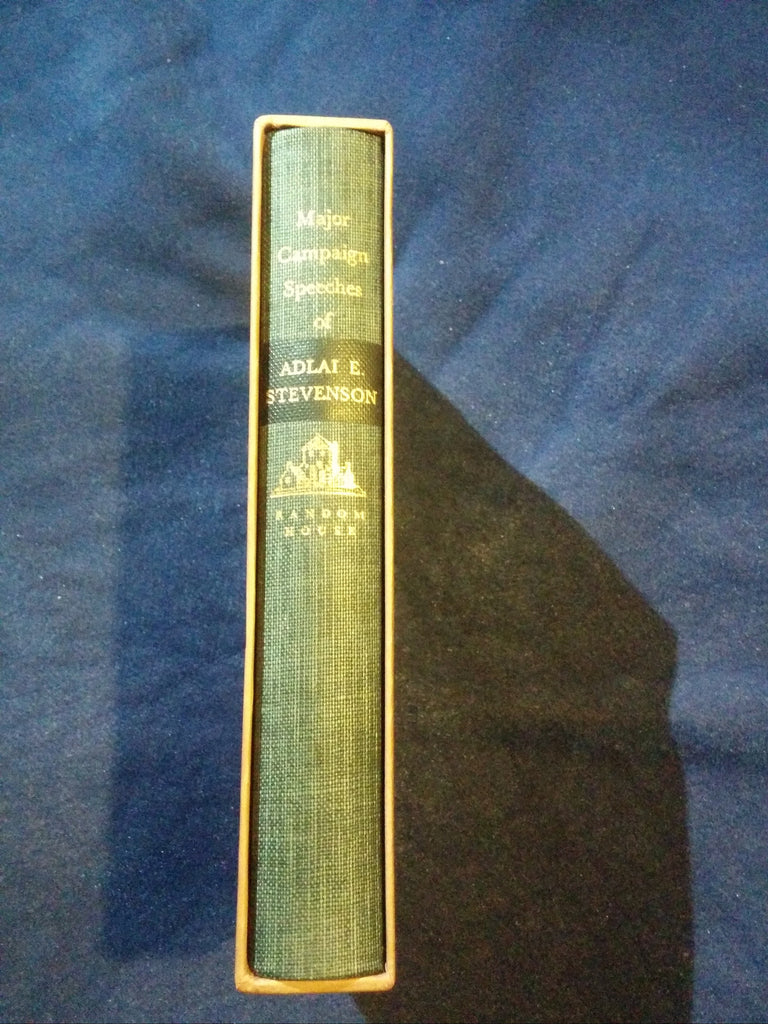 Major
Campaign
Speeches
of
ADLAI E.
STEVENSON
RANDOM
HOUSE